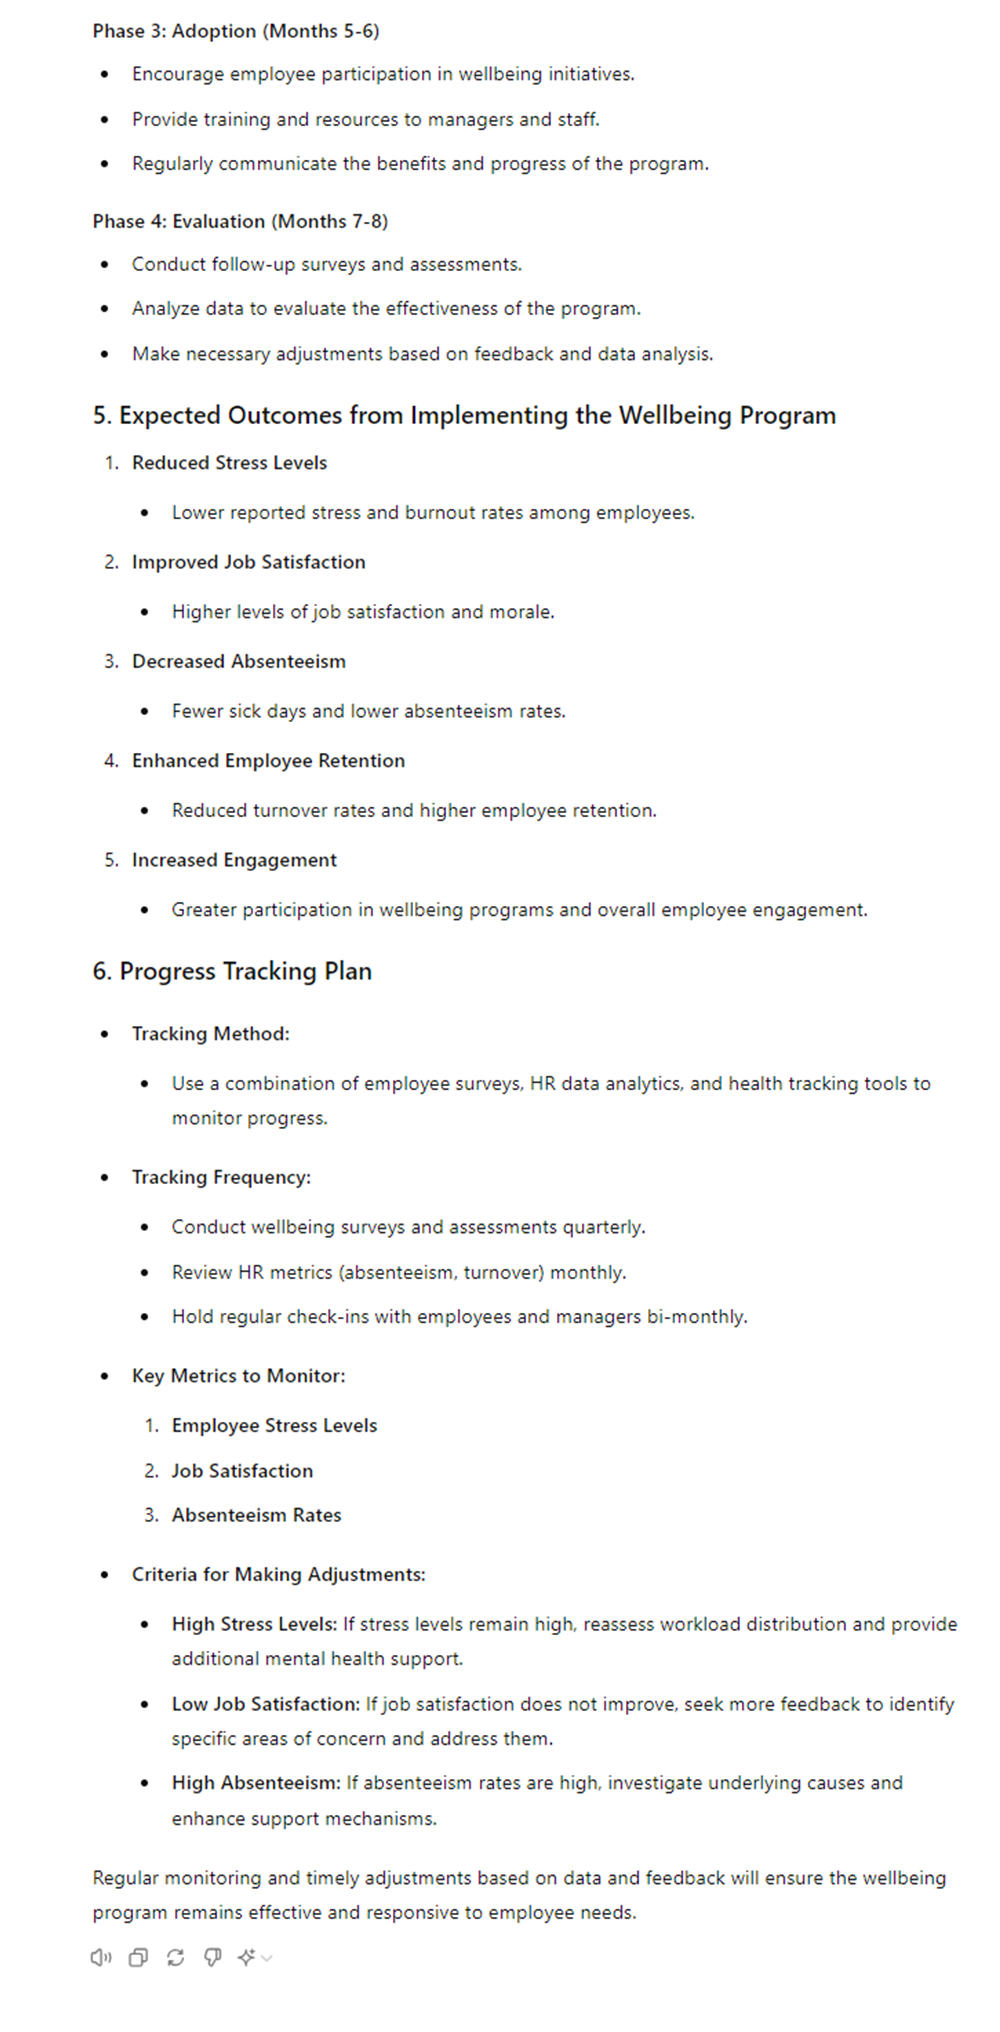 Phase 3: Adoption (Months 5-6)
• Encourage employee participation in wellbeing initiatives.
• Provide training and resources to managers and staff.
• Regularly communicate the benefits and progress of the program.
Phase 4: Evaluation (Months 7-8)
• Conduct follow-up surveys and assessments.
• Analyze data to evaluate the effectiveness of the program.
• Make necessary adjustments based on feedback and data analysis.
5. Expected Outcomes from Implementing the Wellbeing Program
1. Reduced Stress Levels
• Lower reported stress and burnout rates among employees.
2. Improved Job Satisfaction
• Higher levels of job satisfaction and morale.
3. Decreased Absenteeism
• Fewer sick days and lower absenteeism rates.
4. Enhanced Employee Retention
• Reduced turnover rates and higher employee retention.
5. Increased Engagement
• Greater participation in wellbeing programs and overall employee engagement.
6. Progress Tracking Plan
• Tracking Method:
• Use a combination of employee surveys, HR data analytics, and health tracking tools to
monitor progress.
• Tracking Frequency:
• Conduct wellbeing surveys and assessments quarterly.
• Review HR metrics (absenteeism, turnover) monthly.
• Hold regular check-ins with employees and managers bi-monthly.
• Key Metrics to Monitor:
1. Employee Stress Levels
2. Job Satisfaction
3. Absenteeism Rates
• Criteria for Making Adjustments:
• High Stress Levels: If stress levels remain high, reassess workload distribution and provide
additional mental health support.
• Low Job Satisfaction: If job satisfaction does not improve, seek more feedback to identify
specific areas of concern and address them.
• High Absenteeism: If absenteeism rates are high, investigate underlying causes and
enhance support mechanisms.
Regular monitoring and timely adjustments based on data and feedback will ensure the wellbeing
program remains effective and responsive to employee needs.